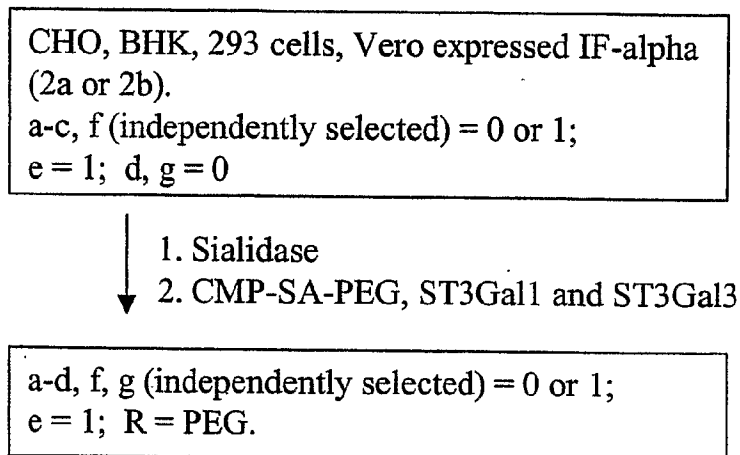 CHO, BHK, 293 cells, Vero expressed IF-alpha
(2a or 2b).
a-c, f (independently selected) = 0 or 1;
e = 1; d, g = 0
1. Sialidase
2. CMP-SA-PEG, ST3Gal1 and ST3Gal3
a-d, f, g (independently selected) = 0 or 1;
e = 1; R = PEG.